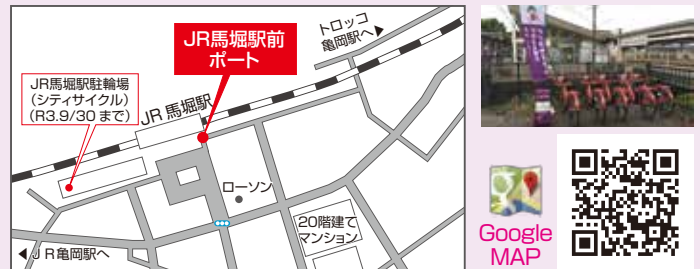 トロッコ
亀岡駅へ▶
JR馬堀駅前
ポート
JR馬堀駅駐輪場
(シティサイクル)
(R3.9/30 まで)
JR 馬堀駅
ローソン
20階建て
マンション
◀JR亀岡駅へ
Google
MAP